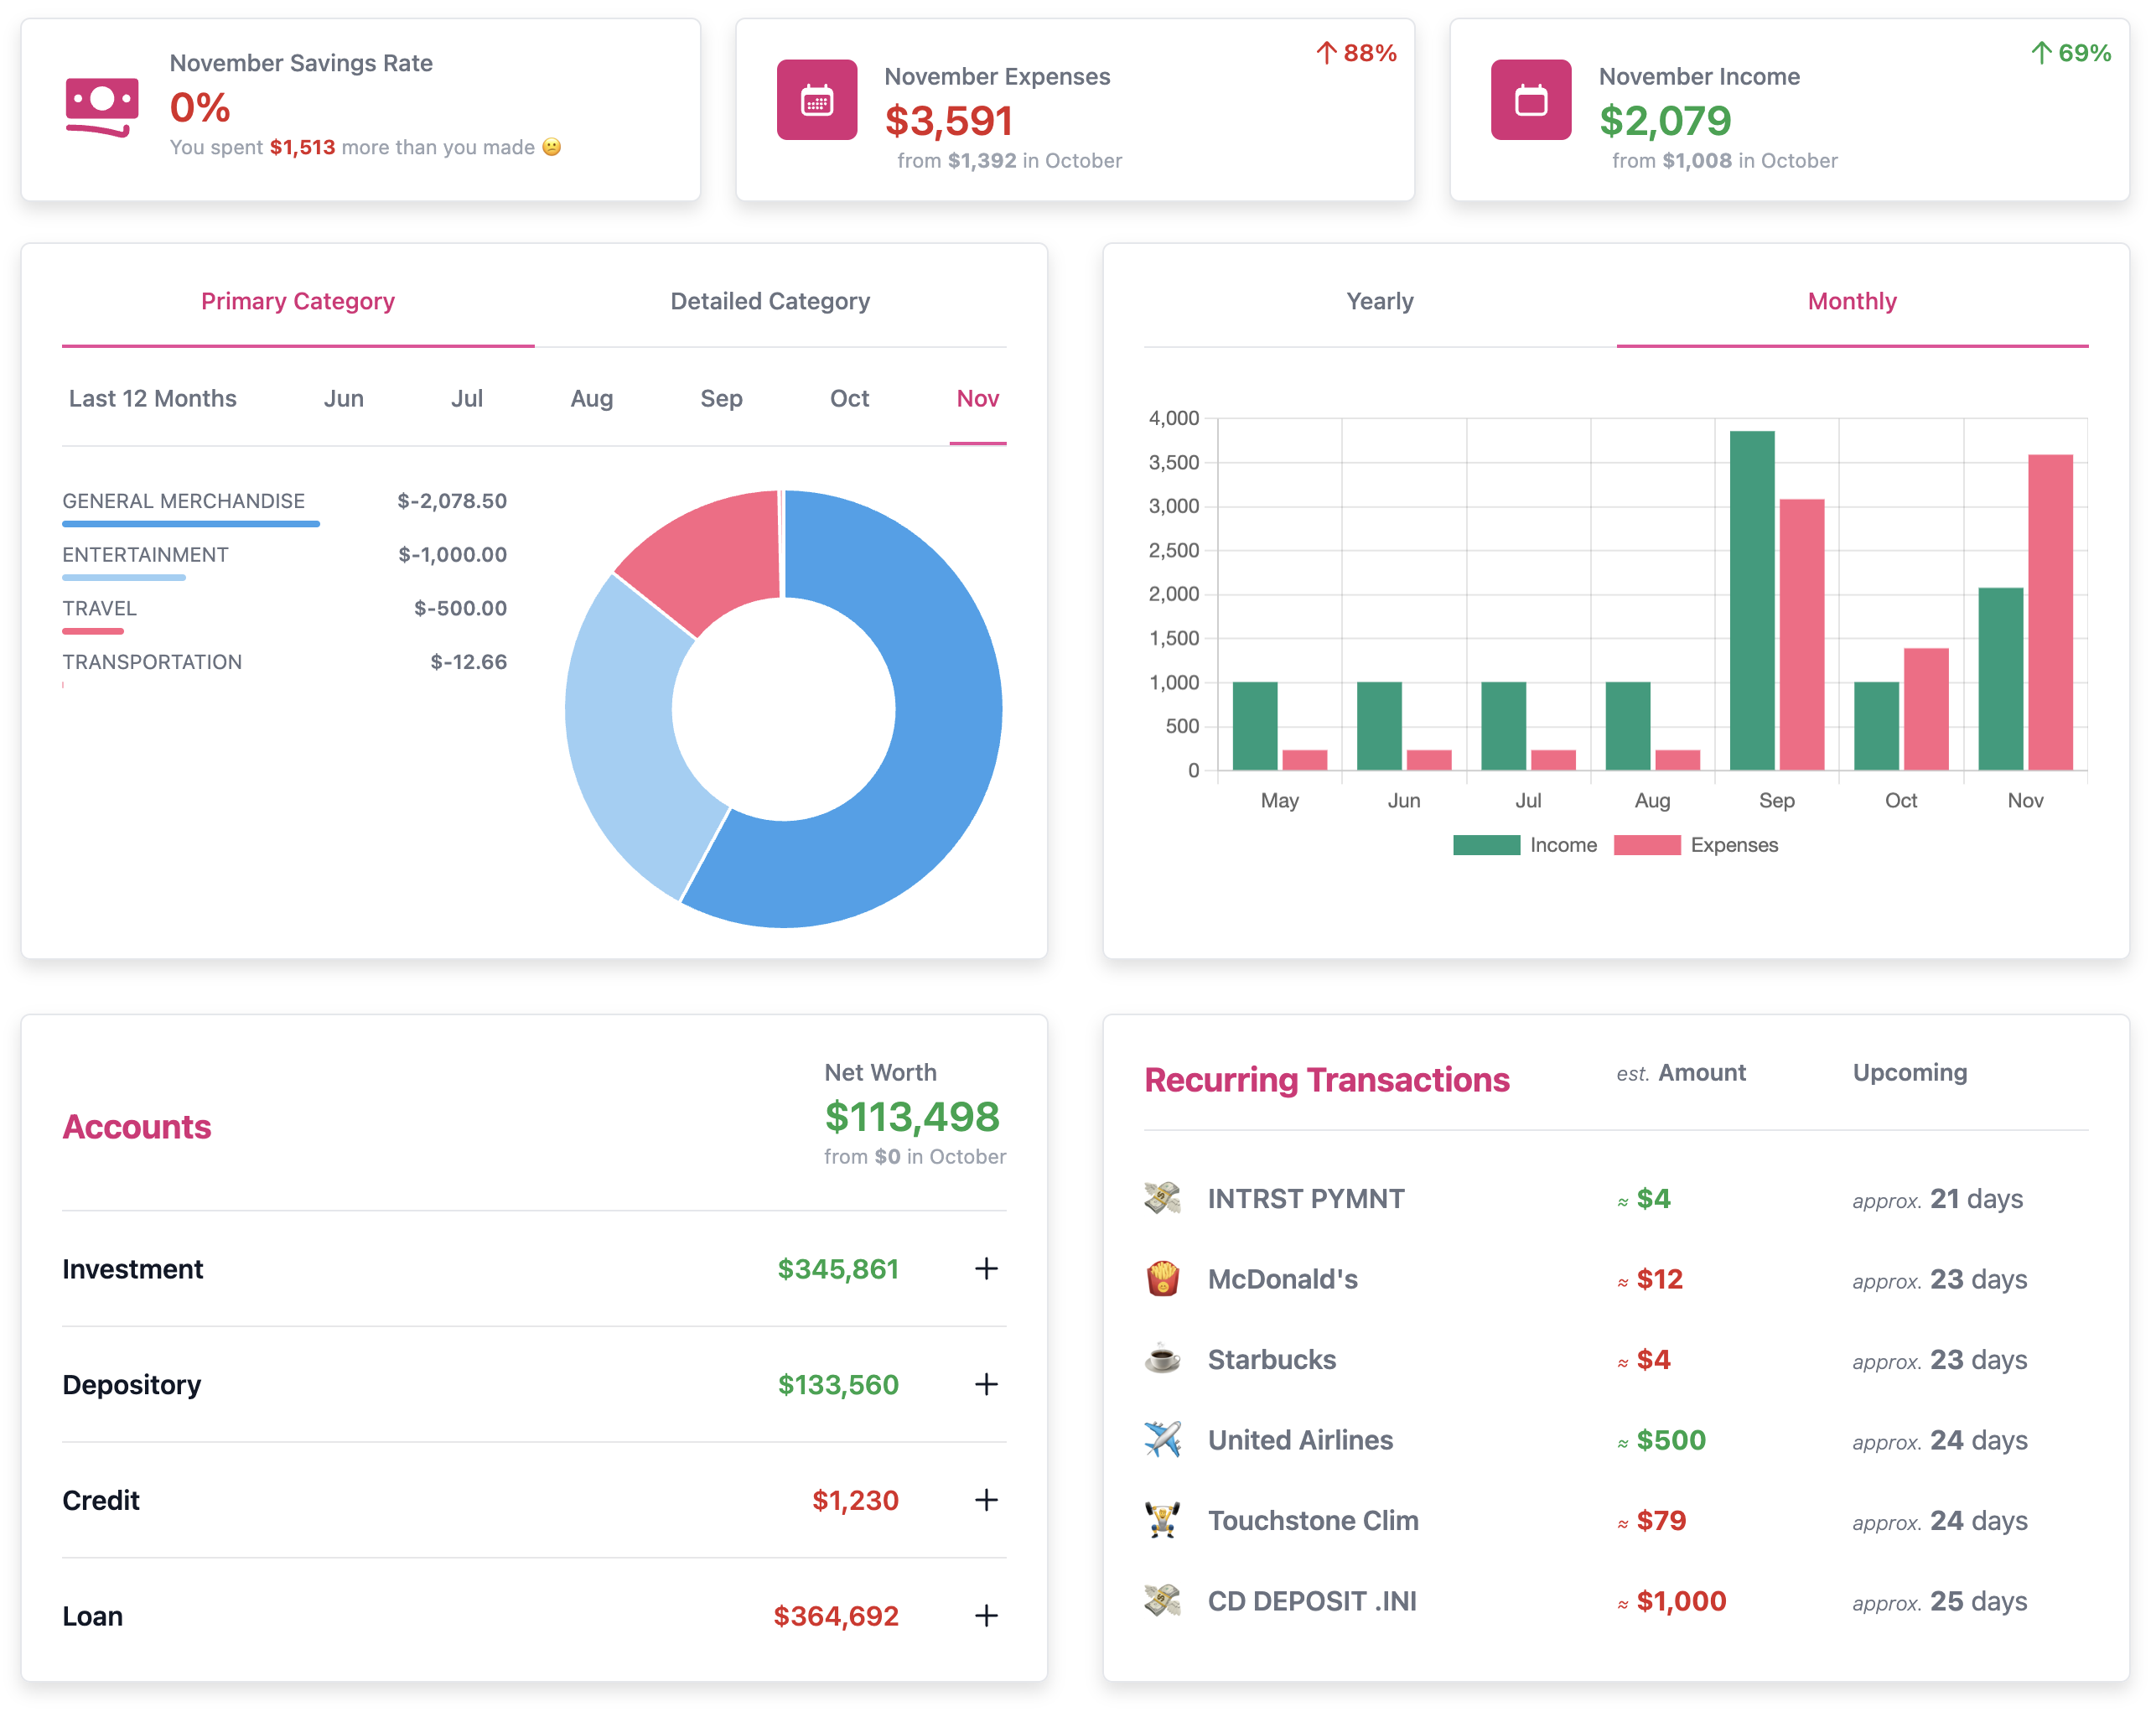 November Savings Rate
0%
You spent $1,513 more than you made 😕
↑ 88%
November Expenses
$3,591
from $1,392 in October
↑ 69%
November Income
$2,079
from $1,008 in October
Primary Category Detailed Category
Last 12 Months Jun Jul Aug Sep Oct Nov
GENERAL MERCHANDISE $-2,078.50
ENTERTAINMENT $-1,000.00
TRAVEL $-500.00
TRANSPORTATION $-12.66
Yearly Monthly
4,000
3,500
3,000
2,500
2,000
1,500
1,000
500
0
May Jun Jul Aug Sep Oct Nov
Income Expenses
Accounts
Net Worth
$113,498
from $0 in October
Investment $345,861 +
Depository $133,560 +
Credit $1,230 +
Loan $364,692 +
Recurring Transactions est. Amount Upcoming
INTRST PYMNT ≈ $4 approx. 21 days
McDonald's ≈ $12 approx. 23 days
Starbucks ≈ $4 approx. 23 days
United Airlines ≈ $500 approx. 24 days
Touchstone Clim ≈ $79 approx. 24 days
CD DEPOSIT .INI ≈ $1,000 approx. 25 days